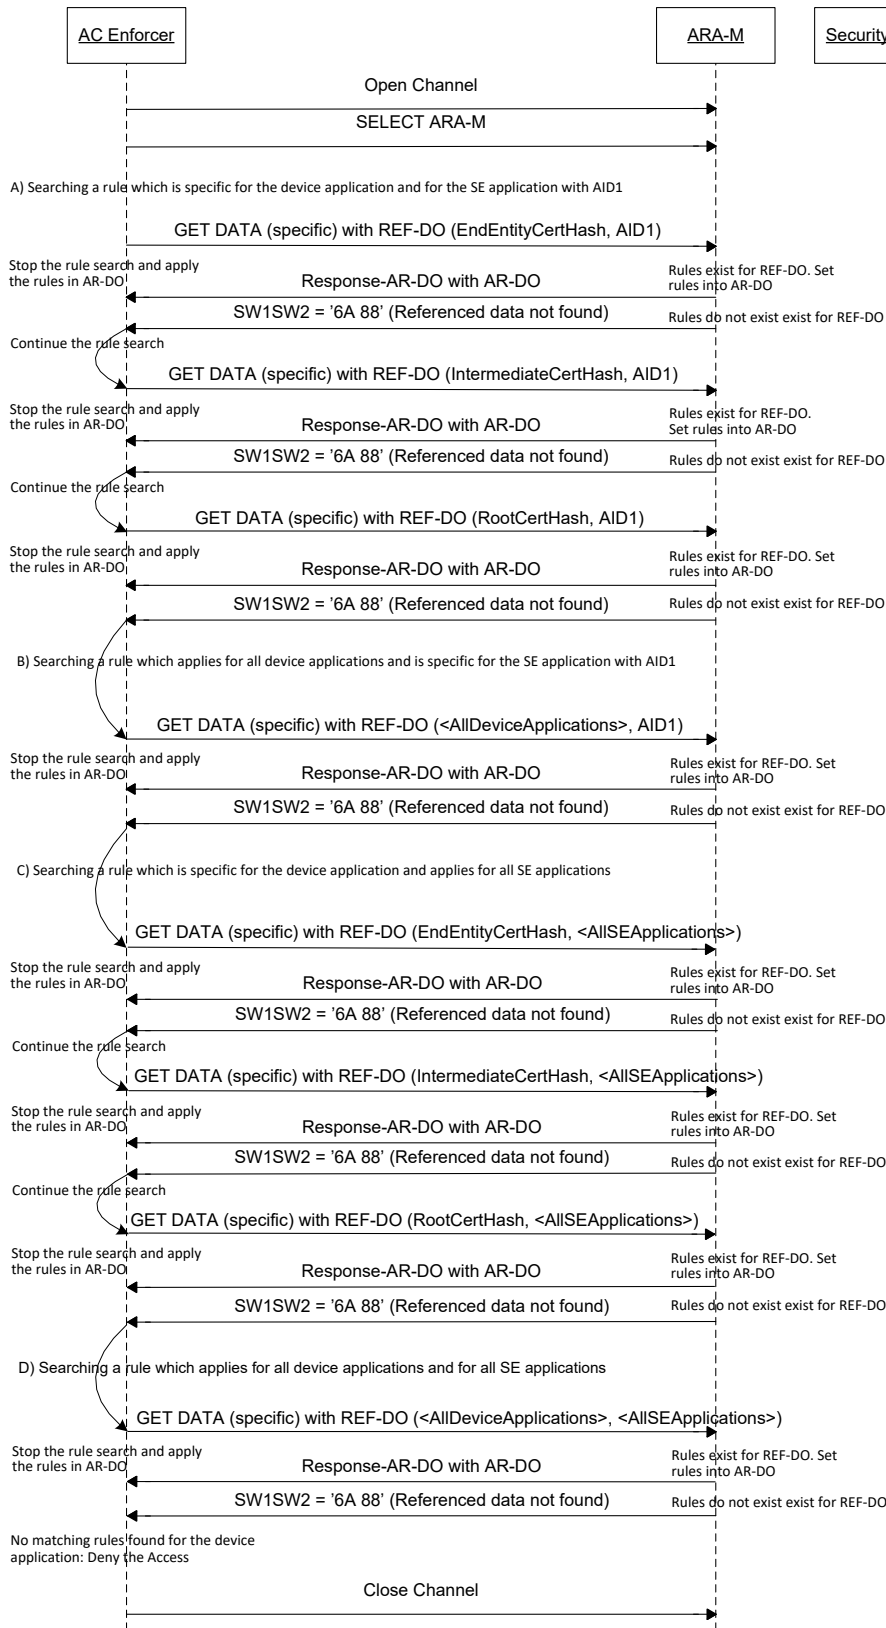 AC Enforcer
ARA-M
Security
Open Channel
SELECT ARA-M
A) Searching a rule which is specific for the device application and for the SE application with AID1
GET DATA (specific) with REF-DO (EndEntityCertHash, AID1)
Stop the rule search and apply
the rules in AR-DO
Response-AR-DO with AR-DO
Rules exist for REF-DO. Set
rules into AR-DO
SW1SW2 = '6A 88' (Referenced data not found)
Rules do not exist exist for REF-DO
Continue the rule search
GET DATA (specific) with REF-DO (IntermediateCertHash, AID1)
Stop the rule search and apply
the rules in AR-DO
Response-AR-DO with AR-DO
Rules exist for REF-DO.
Set rules into AR-DO
SW1SW2 = '6A 88' (Referenced data not found)
Rules do not exist exist for REF-DO
Continue the rule search
GET DATA (specific) with REF-DO (RootCertHash, AID1)
Stop the rule search and apply
the rules in AR-DO
Response-AR-DO with AR-DO
Rules exist for REF-DO. Set
rules into AR-DO
SW1SW2 = '6A 88' (Referenced data not found)
Rules do not exist exist for REF-DO
B) Searching a rule which applies for all device applications and is specific for the SE application with AID1
GET DATA (specific) with REF-DO (<AllDeviceApplications>, AID1)
Stop the rule search and apply
the rules in AR-DO
Response-AR-DO with AR-DO
Rules exist for REF-DO. Set
rules into AR-DO
SW1SW2 = '6A 88' (Referenced data not found)
Rules do not exist exist for REF-DO
C) Searching a rule which is specific for the device application and applies for all SE applications
GET DATA (specific) with REF-DO (EndEntityCertHash, <AllSEApplications>)
Stop the rule search and apply
the rules in AR-DO
Response-AR-DO with AR-DO
Rules exist for REF-DO. Set
rules into AR-DO
SW1SW2 = '6A 88' (Referenced data not found)
Rules do not exist exist for REF-DO
Continue the rule search
GET DATA (specific) with REF-DO (IntermediateCertHash, <AllSEApplications>)
Stop the rule search and apply
the rules in AR-DO
Response-AR-DO with AR-DO
Rules exist for REF-DO. Set
rules into AR-DO
SW1SW2 = '6A 88' (Referenced data not found)
Rules do not exist exist for REF-DO
Continue the rule search
GET DATA (specific) with REF-DO (RootCertHash, <AllSEApplications>)
Stop the rule search and apply
the rules in AR-DO
Response-AR-DO with AR-DO
Rules exist for REF-DO. Set
rules into AR-DO
SW1SW2 = '6A 88' (Referenced data not found)
Rules do not exist exist for REF-DO
D) Searching a rule which applies for all device applications and for all SE applications
GET DATA (specific) with REF-DO (<AllDeviceApplications>, <AllSEApplications>)
Stop the rule search and apply
the rules in AR-DO
Response-AR-DO with AR-DO
Rules exist for REF-DO. Set
rules into AR-DO
SW1SW2 = '6A 88' (Referenced data not found)
Rules do not exist exist for REF-DO
No matching rules found for the device
application: Deny the Access
Close Channel